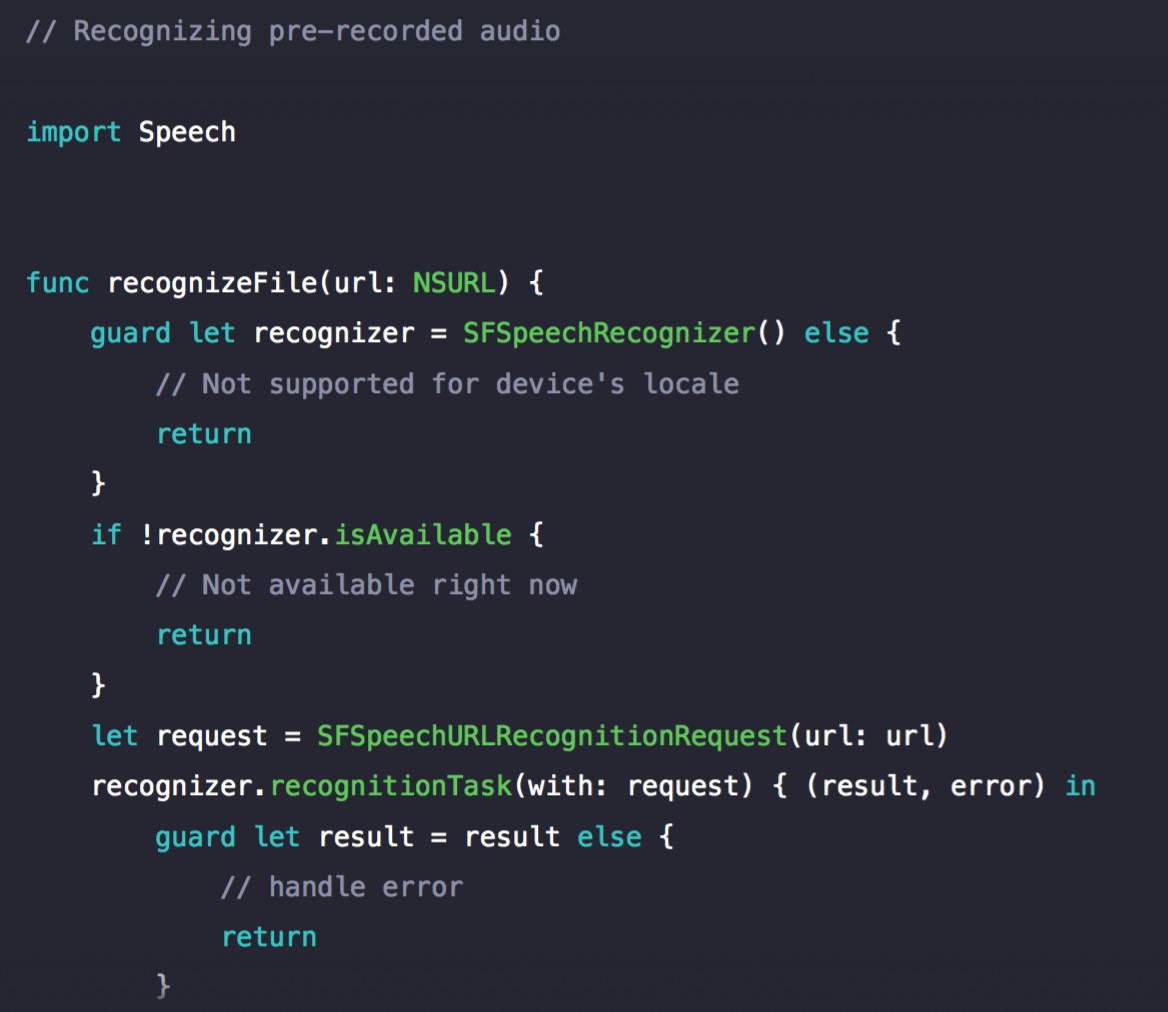 // Recognizing pre-recorded audio
import Speech
func recognizeFile(url: NSURL) {
    guard let recognizer = SFSpeechRecognizer() else {
        // Not supported for device's locale
        return
    }
    if !recognizer.isAvailable {
        // Not available right now
        return
    }
    let request = SFSpeechURLRecognitionRequest(url: url)
    recognizer.recognitionTask(with: request) { (result, error) in
        guard let result = result else {
            // handle error
            return
        }